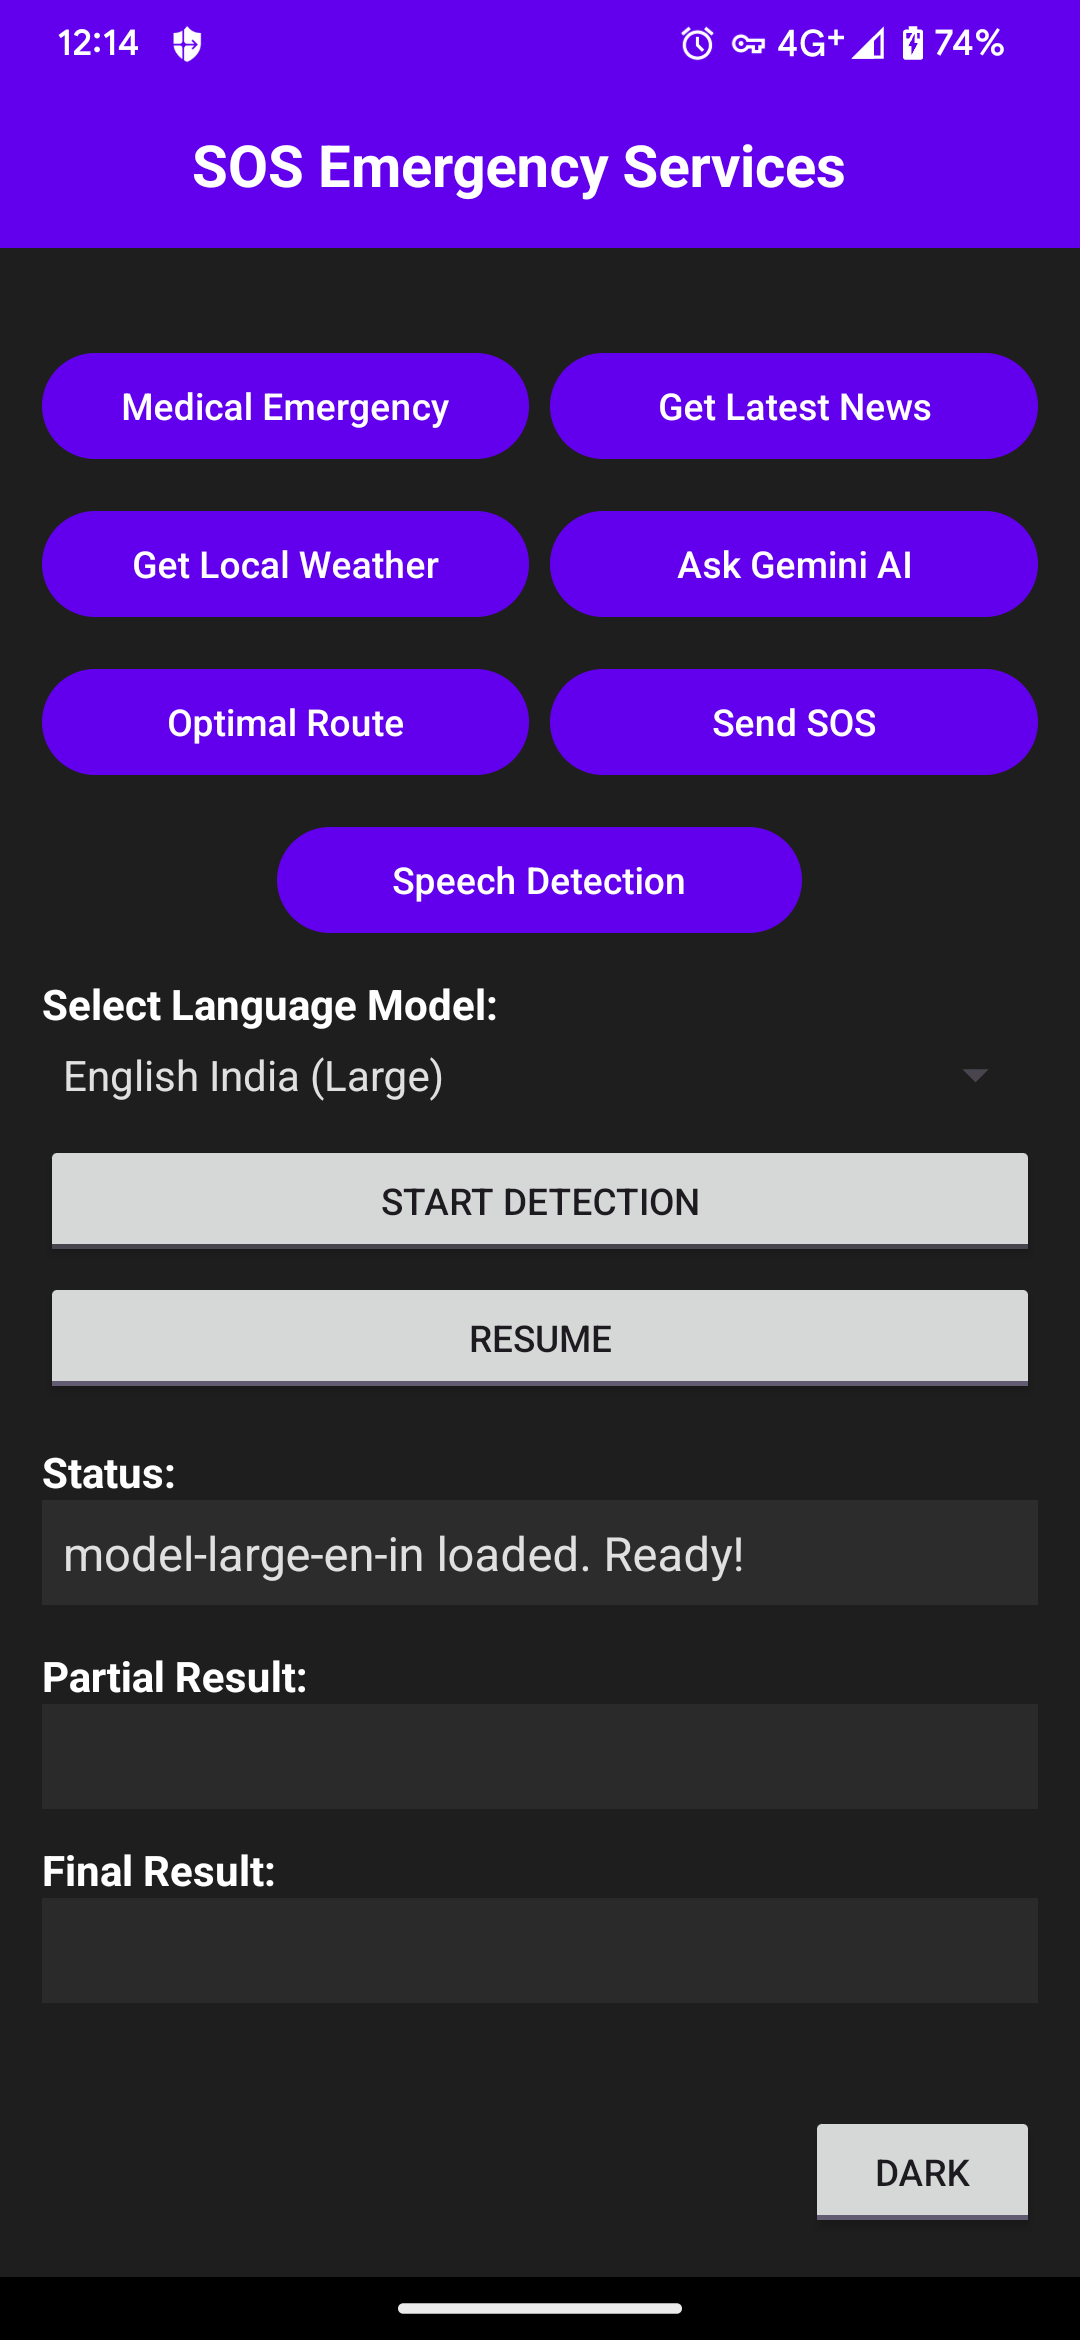 12:14
4G+
74%
SOS Emergency Services
Medical Emergency
Get Latest News
Get Local Weather
Ask Gemini AI
Optimal Route
Send SOS
Speech Detection
Select Language Model:
English India (Large)
START DETECTION
RESUME
Status:
model-large-en-in loaded. Ready!
Partial Result:
Final Result:
DARK